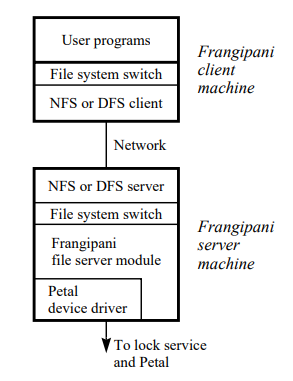 User programs
File system switch
NFS or DFS client
Frangipani
client
machine
Network
NFS or DFS server
File system switch
Frangipani
file server module
Petal
device driver
Frangipani
server
machine
To lock service
and Petal